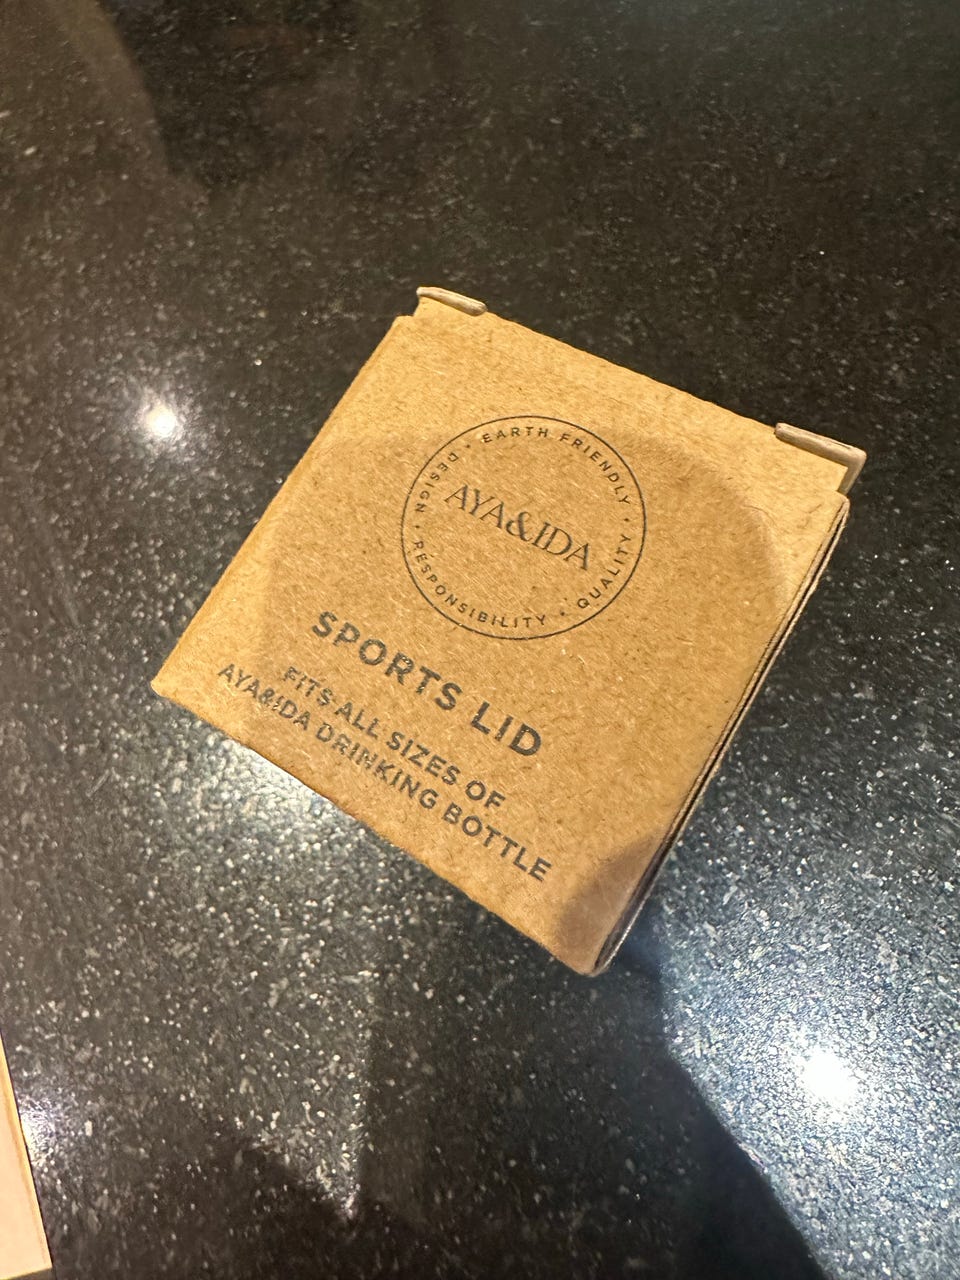 EARTH FRIENDLY · QUALITY · RESPONSIBILITY · DESIGN ·
AYA&IDA
SPORTS LID
FITS ALL SIZES OF
AYA&IDA DRINKING BOTTLE